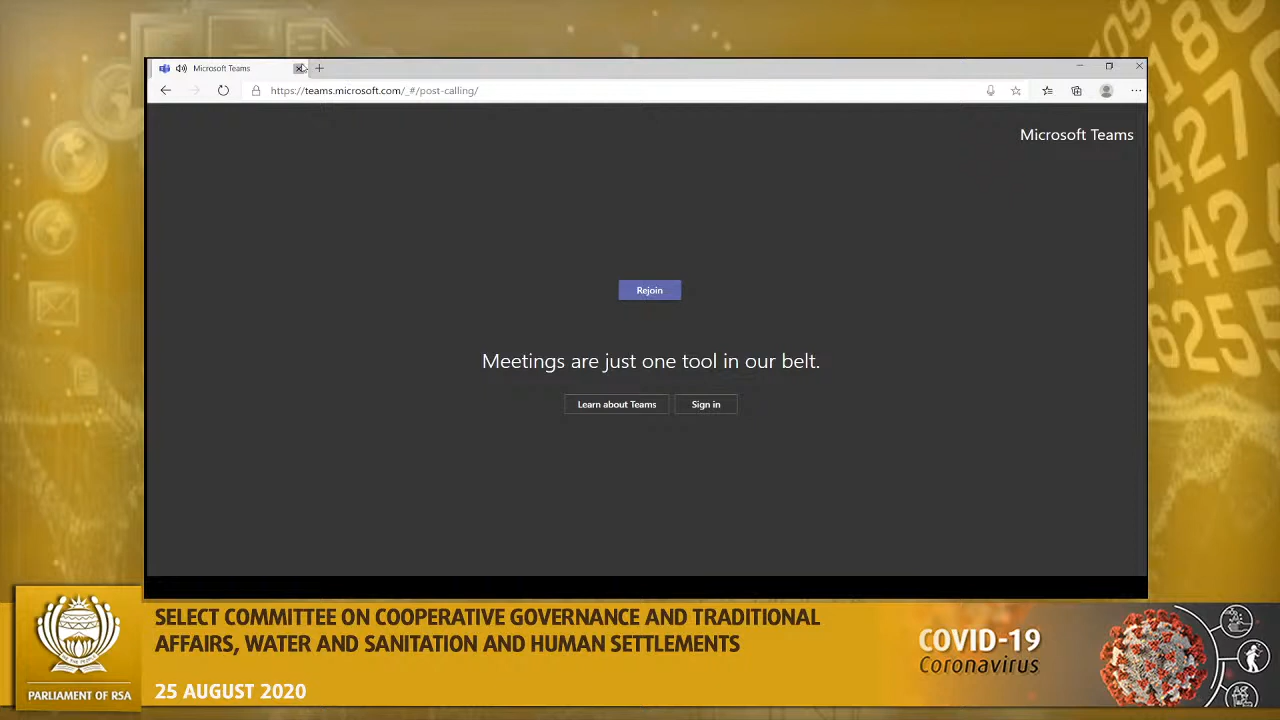 Microsoft Teams
https://teams.microsoft.com/_#/post-calling/
Microsoft Teams
Rejoin
Meetings are just one tool in our belt.
Learn about Teams
Sign in
SELECT COMMITTEE ON COOPERATIVE GOVERNANCE AND TRADITIONAL
AFFAIRS, WATER AND SANITATION AND HUMAN SETTLEMENTS
25 AUGUST 2020
PARLIAMENT OF RSA
COVID-19
Coronavirus